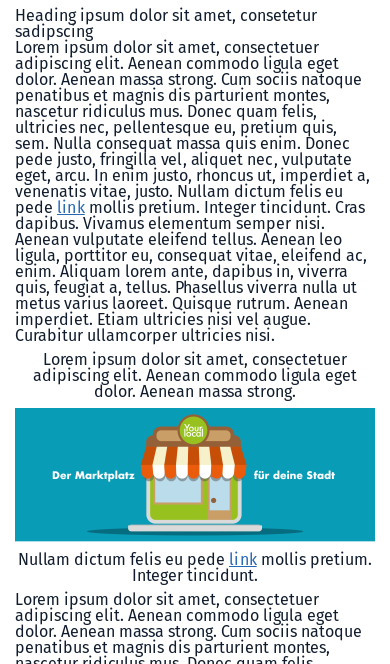 Heading ipsum dolor sit amet, consetetur
sadipscing
Lorem ipsum dolor sit amet, consectetuer
adipiscing elit. Aenean commodo ligula eget
dolor. Aenean massa strong. Cum sociis natoque
penatibus et magnis dis parturient montes,
nascetur ridiculus mus. Donec quam felis,
ultricies nec, pellentesque eu, pretium quis,
sem. Nulla consequat massa quis enim. Donec
pede justo, fringilla vel, aliquet nec, vulputate
eget, arcu. In enim justo, rhoncus ut, imperdiet a,
venenatis vitae, justo. Nullam dictum felis eu
pede link mollis pretium. Integer tincidunt. Cras
dapibus. Vivamus elementum semper nisi.
Aenean vulputate eleifend tellus. Aenean leo
ligula, porttitor eu, consequat vitae, eleifend ac,
enim. Aliquam lorem ante, dapibus in, viverra
quis, feugiat a, tellus. Phasellus viverra nulla ut
metus varius laoreet. Quisque rutrum. Aenean
imperdiet. Etiam ultricies nisi vel augue.
Curabitur ullamcorper ultricies nisi.
Lorem ipsum dolor sit amet, consectetuer
adipiscing elit. Aenean commodo ligula eget
dolor. Aenean massa strong.
Your
local
Der Marktplatz für deine Stadt
Nullam dictum felis eu pede link mollis pretium.
Integer tincidunt.
Lorem ipsum dolor sit amet, consectetuer
adipiscing elit. Aenean commodo ligula eget
dolor. Aenean massa strong. Cum sociis natoque
penatibus et magnis dis parturient montes,
nascetur ridiculus mus. Donec quam felis,